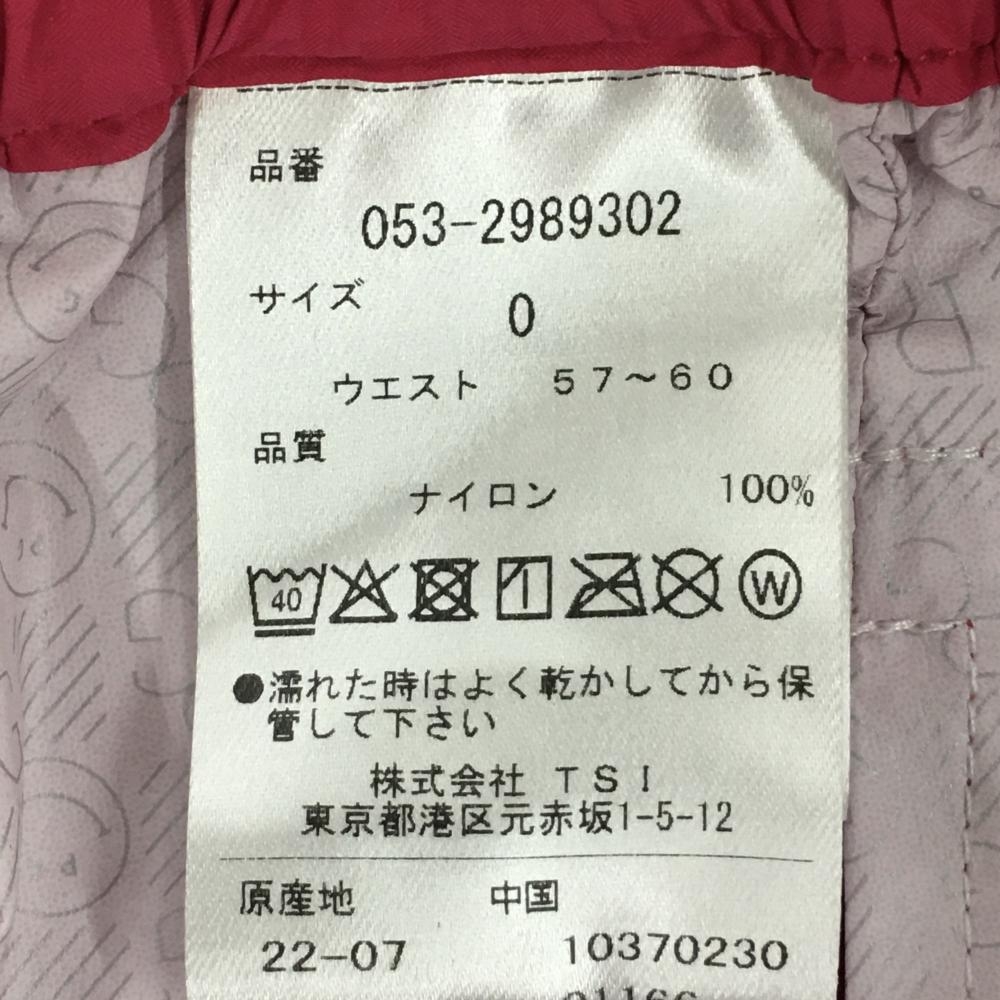 品番
053-2989302
サイズ 0
ウエスト 57～60
品質
ナイロン 100%
40 1 W
●濡れた時はよく乾かしてから保
管して下さい
株式会社 TSI
東京都港区元赤坂1-5-12
原産地 中国
22-07 10370230